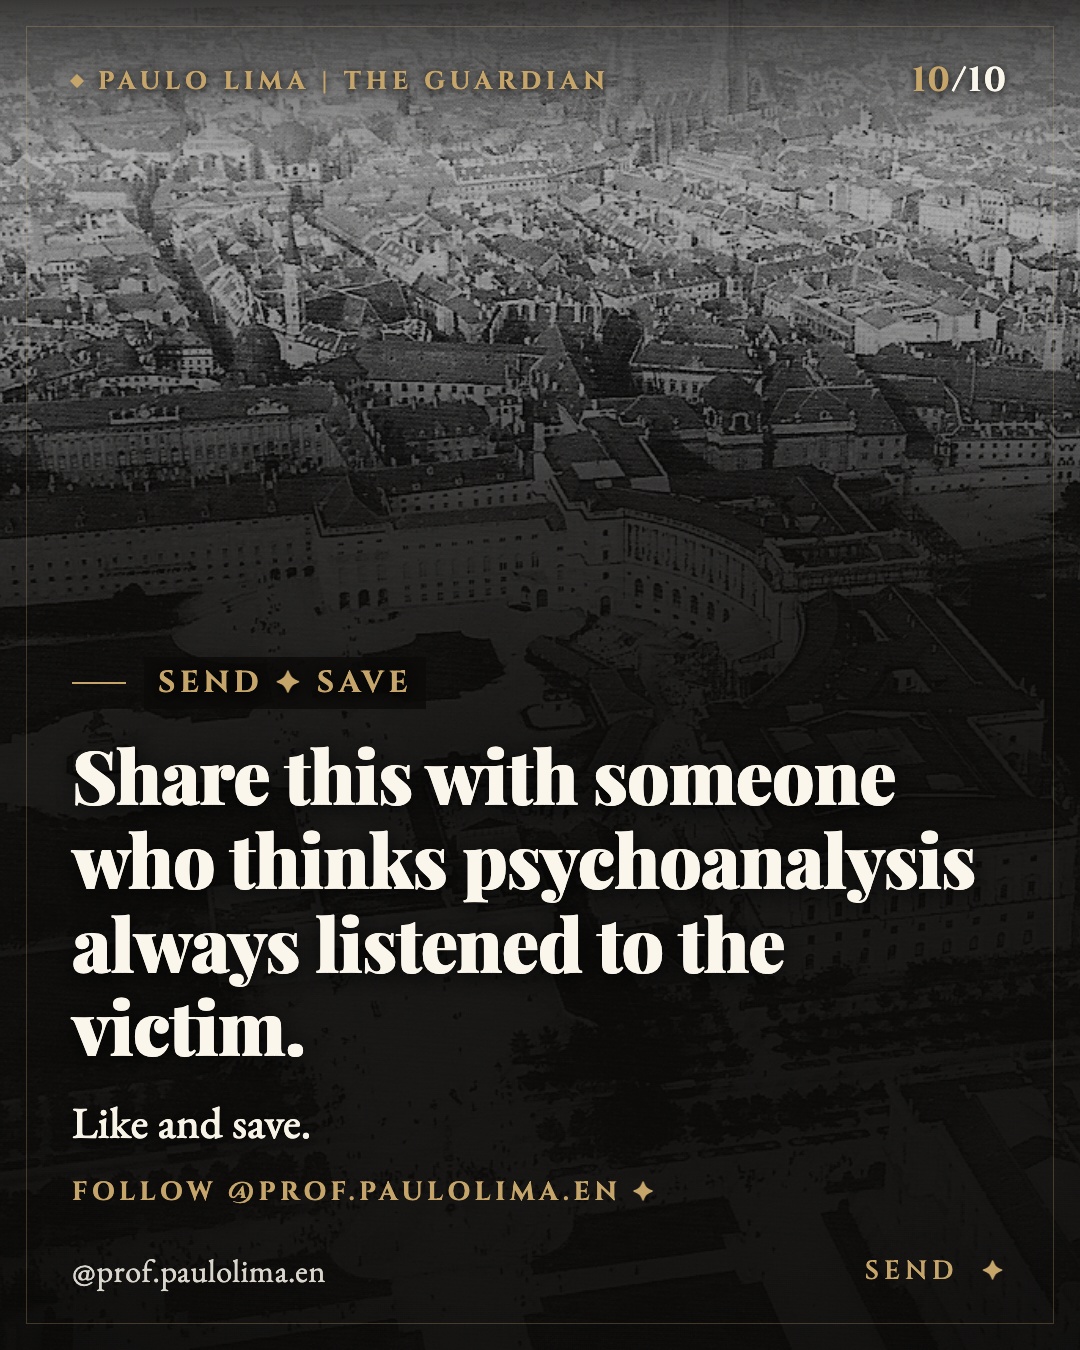 ◆ PAULO LIMA | THE GUARDIAN
10/10
SEND ✦ SAVE
Share this with someone
who thinks psychoanalysis
always listened to the
victim.
Like and save.
FOLLOW @PROF.PAULOLIMA.EN ✦
@prof.paulolima.en
SEND ✦